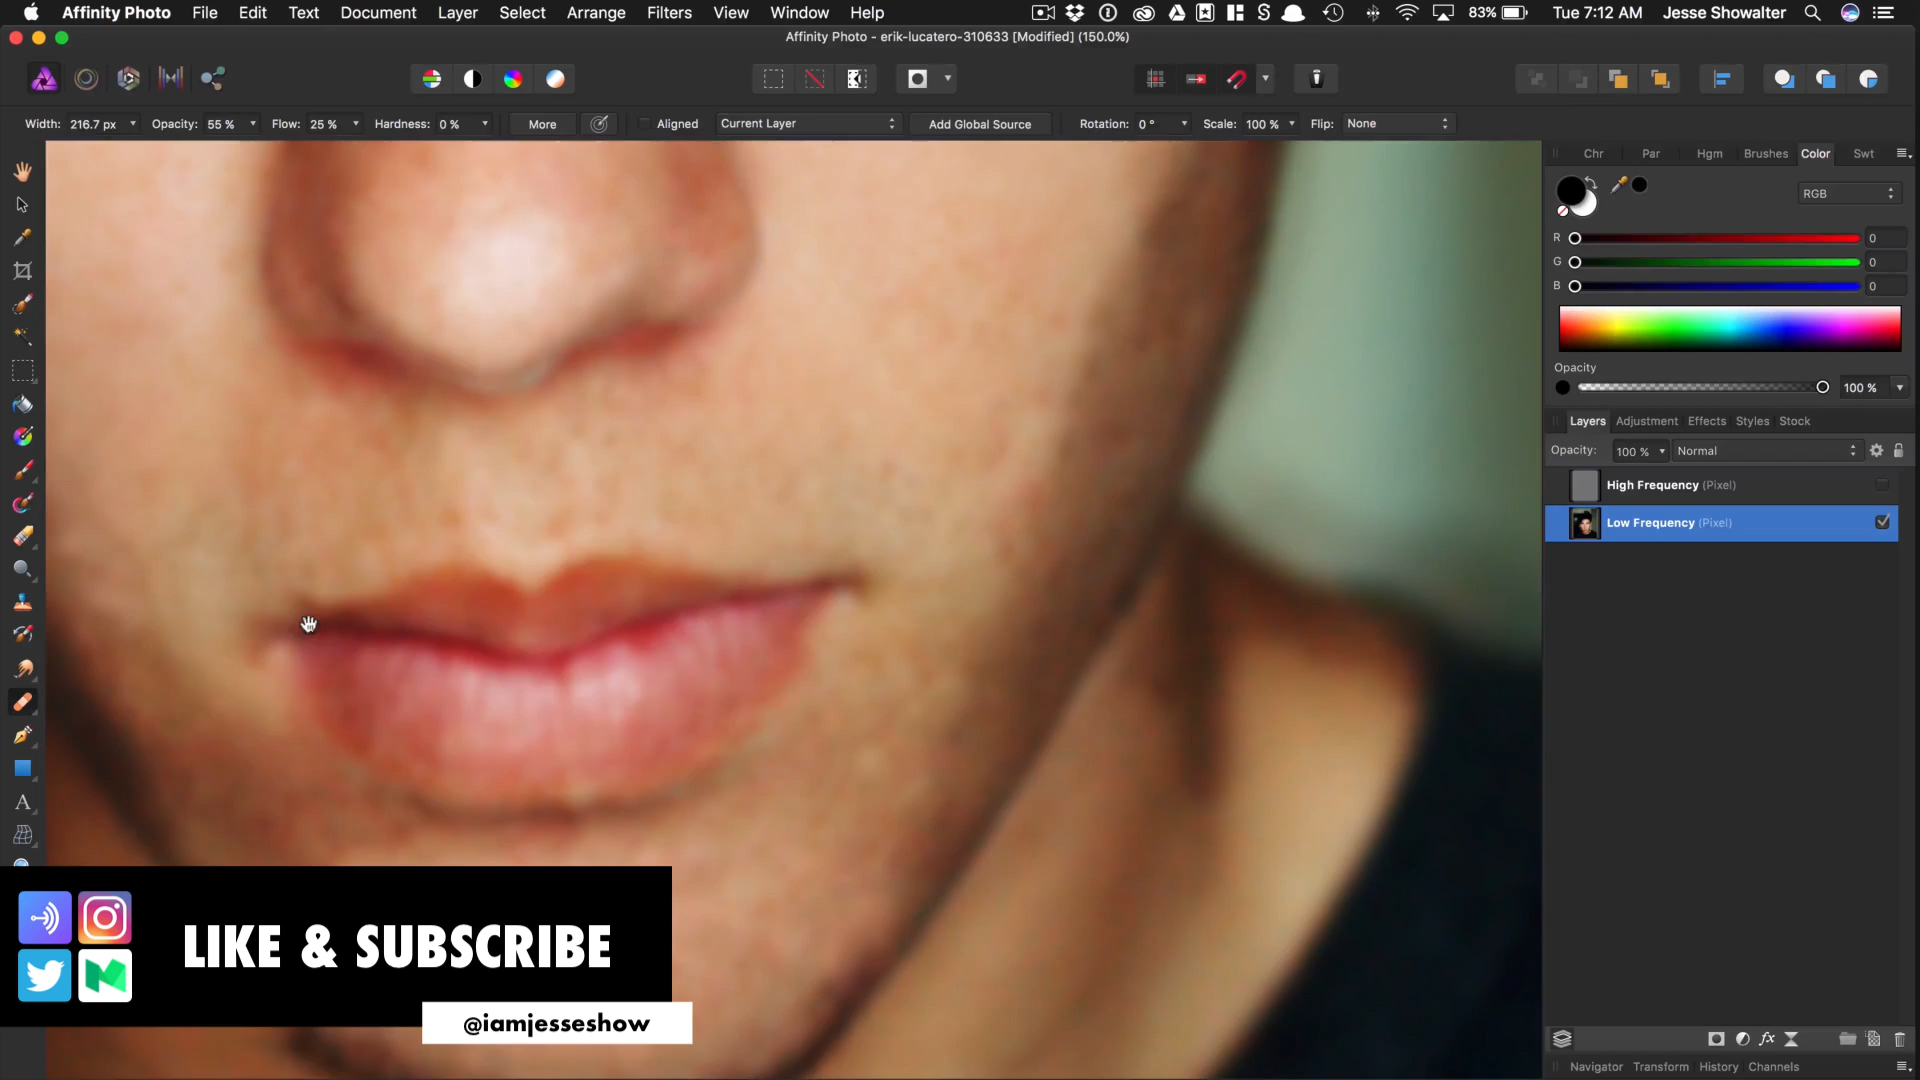 Affinity Photo File Edit Text Document Layer Select Arrange Filters View Window Help 83% Tue 7:12 AM Jesse Showalter
Affinity Photo - erik-lucatero-310633 [Modified] (150.0%)
Width: 216.7 px Opacity: 55 % Flow: 25 % Hardness: 0 % More Aligned Current Layer Add Global Source Rotation: 0 ° Scale: 100 % Flip: None
Chr Par Hgm Brushes Color Swt
RGB
R 0
G 0
B 0
Opacity
100 %
Layers Adjustment Effects Styles Stock
Opacity: 100 % Normal
High Frequency (Pixel)
Low Frequency (Pixel)
LIKE & SUBSCRIBE
@iamjesseshow
fx
Navigator Transform History Channels